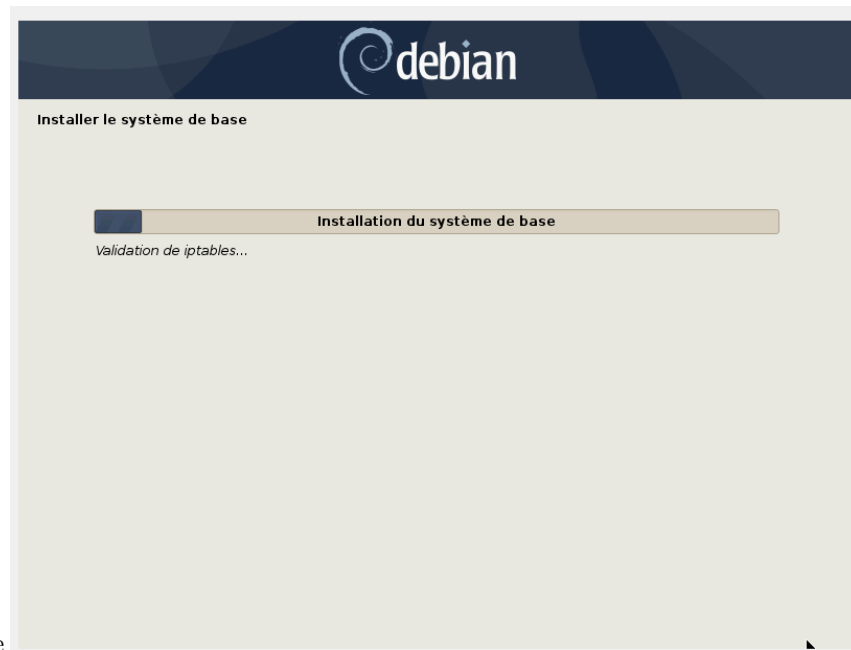 debian
Installer le système de base
Installation du système de base
Validation de iptables...
e